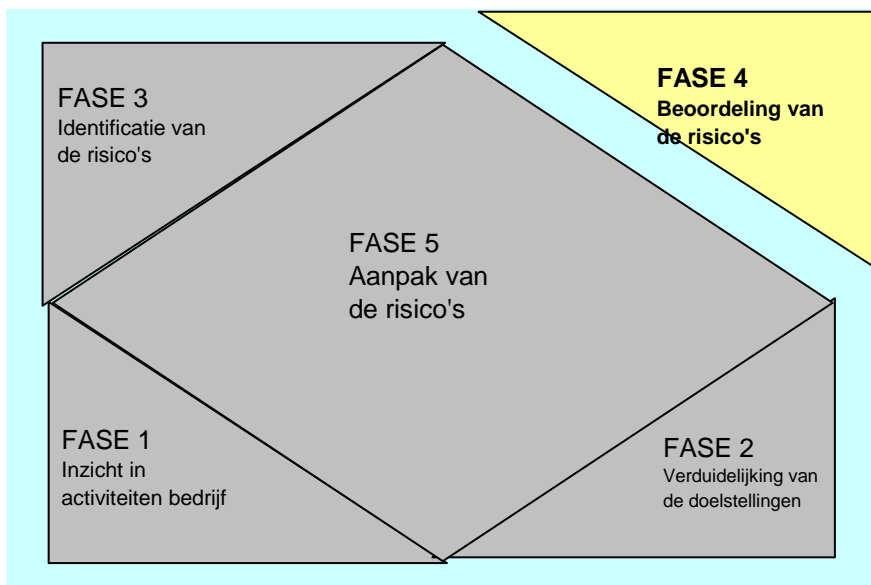 FASE 3
Identificatie van
de risico's
FASE 4
Beoordeling van
de risico's
FASE 5
Aanpak van
de risico's
FASE 1
Inzicht in
activiteiten bedrijf
FASE 2
Verduidelijking van
de doelstellingen